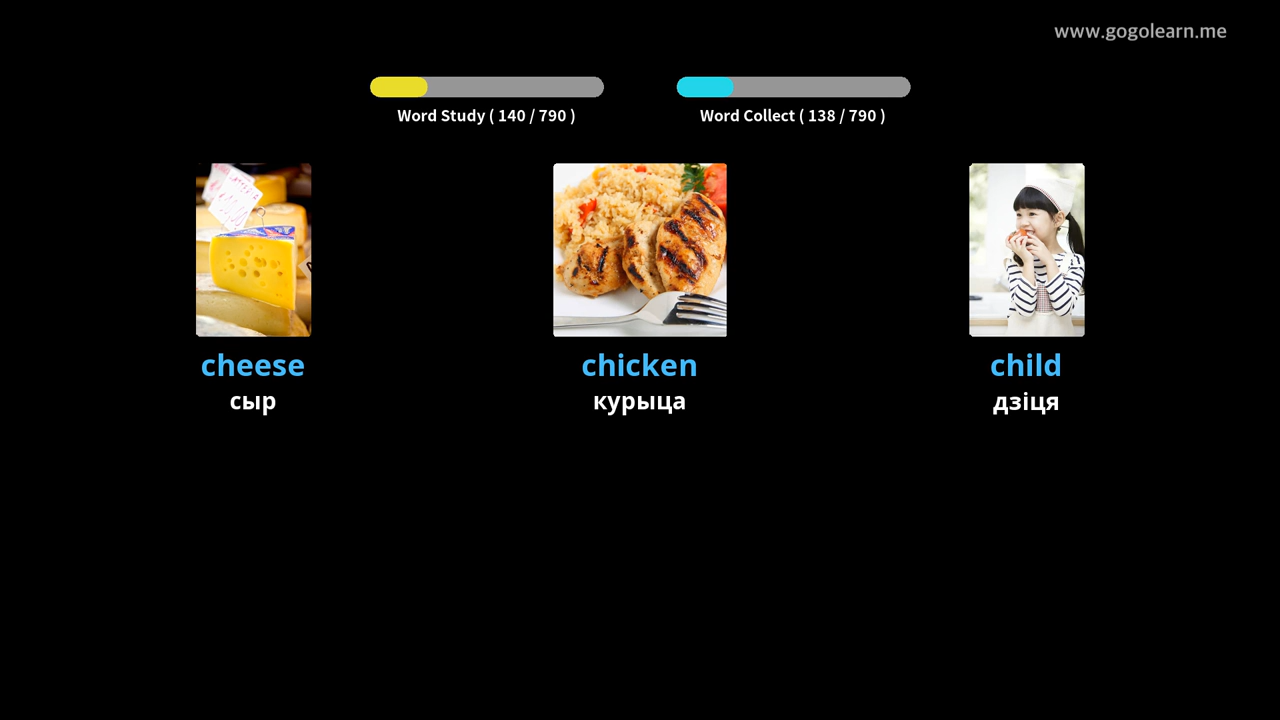 www.gogolearn.me
Word Study ( 140 / 790 )
Word Collect ( 138 / 790 )
cheese
сыр
chicken
курыца
child
дзіця